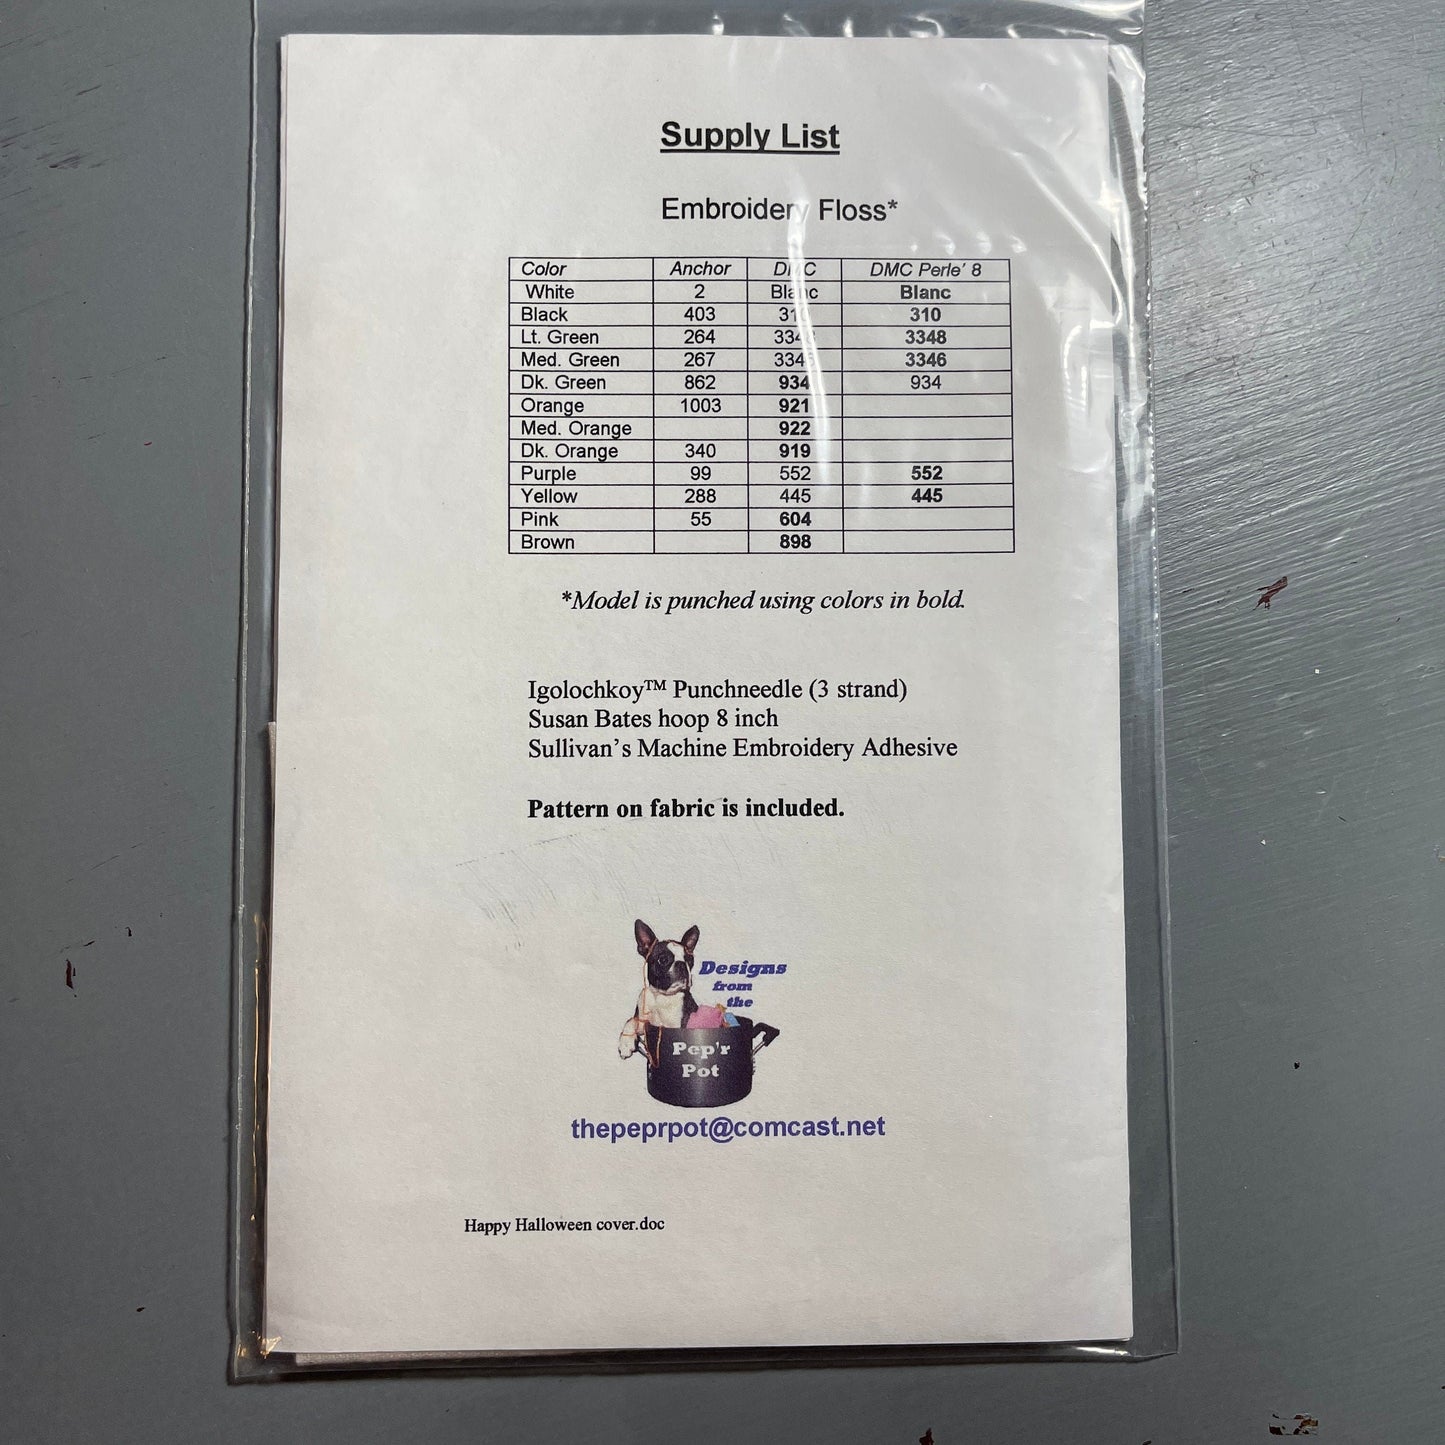 Supply List
Embroidery Floss*
Color Anchor DMC DMC Perle' 8
White 2 Blanc Blanc
Black 403 310 310
Lt. Green 264 3348
Med. Green 267 3346
Dk. Green 862 934 934
Orange 1003 921
Med. Orange 922
Dk. Orange 340 919
Purple 99 552 552
Yellow 288 445 445
Pink 55 604
Brown 898
*Model is punched using colors in bold.
Igolochkoy™ Punchneedle (3 strand)
Susan Bates hoop 8 inch
Sullivan's Machine Embroidery Adhesive
Pattern on fabric is included.
Designs
from
the
Pep'r
Pot
thepeprpot@comcast.net
Happy Halloween cover.doc